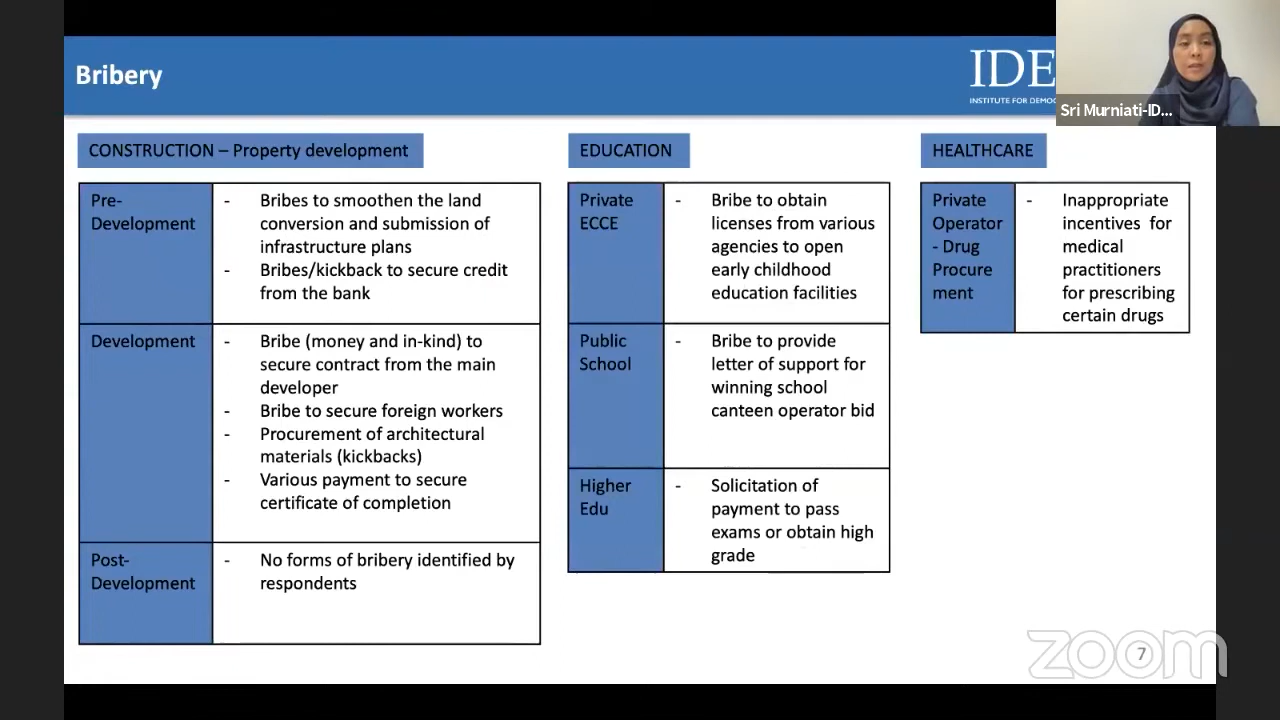 Bribery
IDE
INSTITUTE FOR DEMOC
Sri Murniati-ID...
CONSTRUCTION – Property development
Pre-
Development
- Bribes to smoothen the land
conversion and submission of
infrastructure plans
- Bribes/kickback to secure credit
from the bank
Development
- Bribe (money and in-kind) to
secure contract from the main
developer
- Bribe to secure foreign workers
- Procurement of architectural
materials (kickbacks)
- Various payment to secure
certificate of completion
Post-
Development
- No forms of bribery identified by
respondents
EDUCATION
Private
ECCE
- Bribe to obtain
licenses from various
agencies to open
early childhood
education facilities
Public
School
- Bribe to provide
letter of support for
winning school
canteen operator bid
Higher
Edu
- Solicitation of
payment to pass
exams or obtain high
grade
HEALTHCARE
Private
Operator
- Drug
Procure
ment
- Inappropriate
incentives for
medical
practitioners
for prescribing
certain drugs
zoom
7